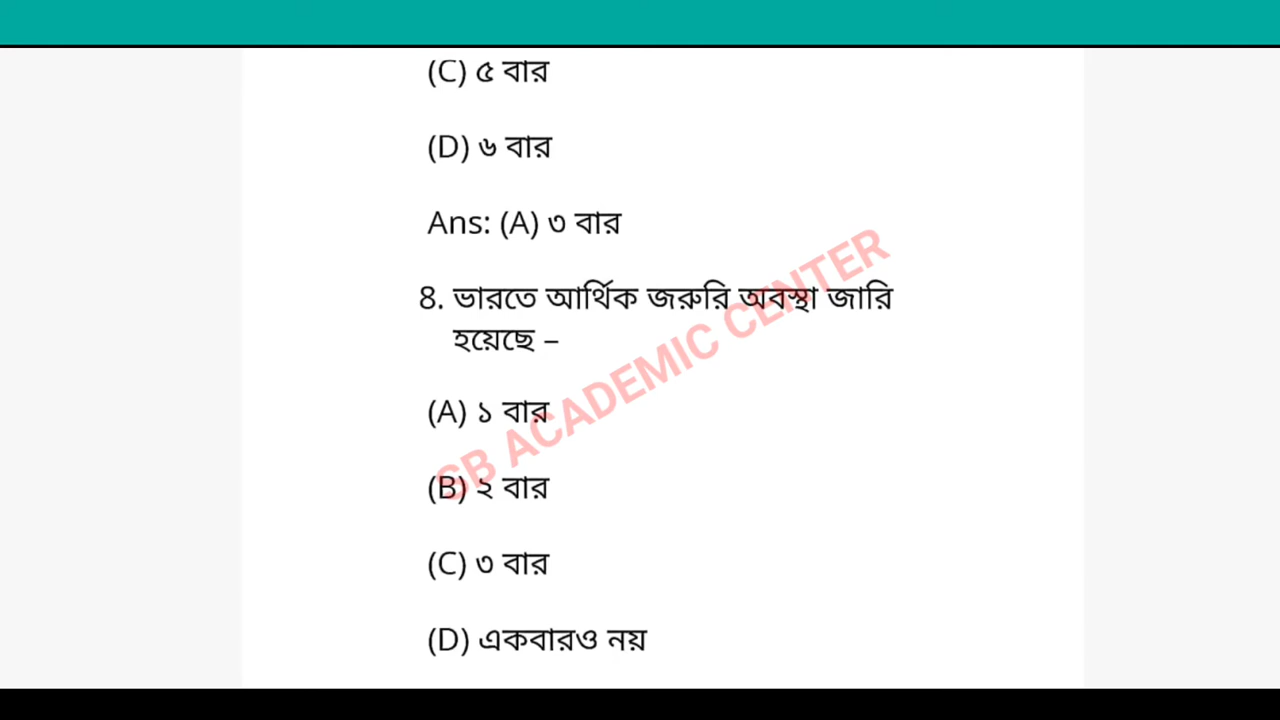 (C) ৫ বার
(D) ৬ বার
Ans: (A) ৩ বার
8. ভারতে আর্থিক জরুরি অবস্থা জারি
হয়েছে –
(A) ১ বার
(B) ২ বার
(C) ৩ বার
(D) একবারও নয়
SB ACADEMIC CENTER